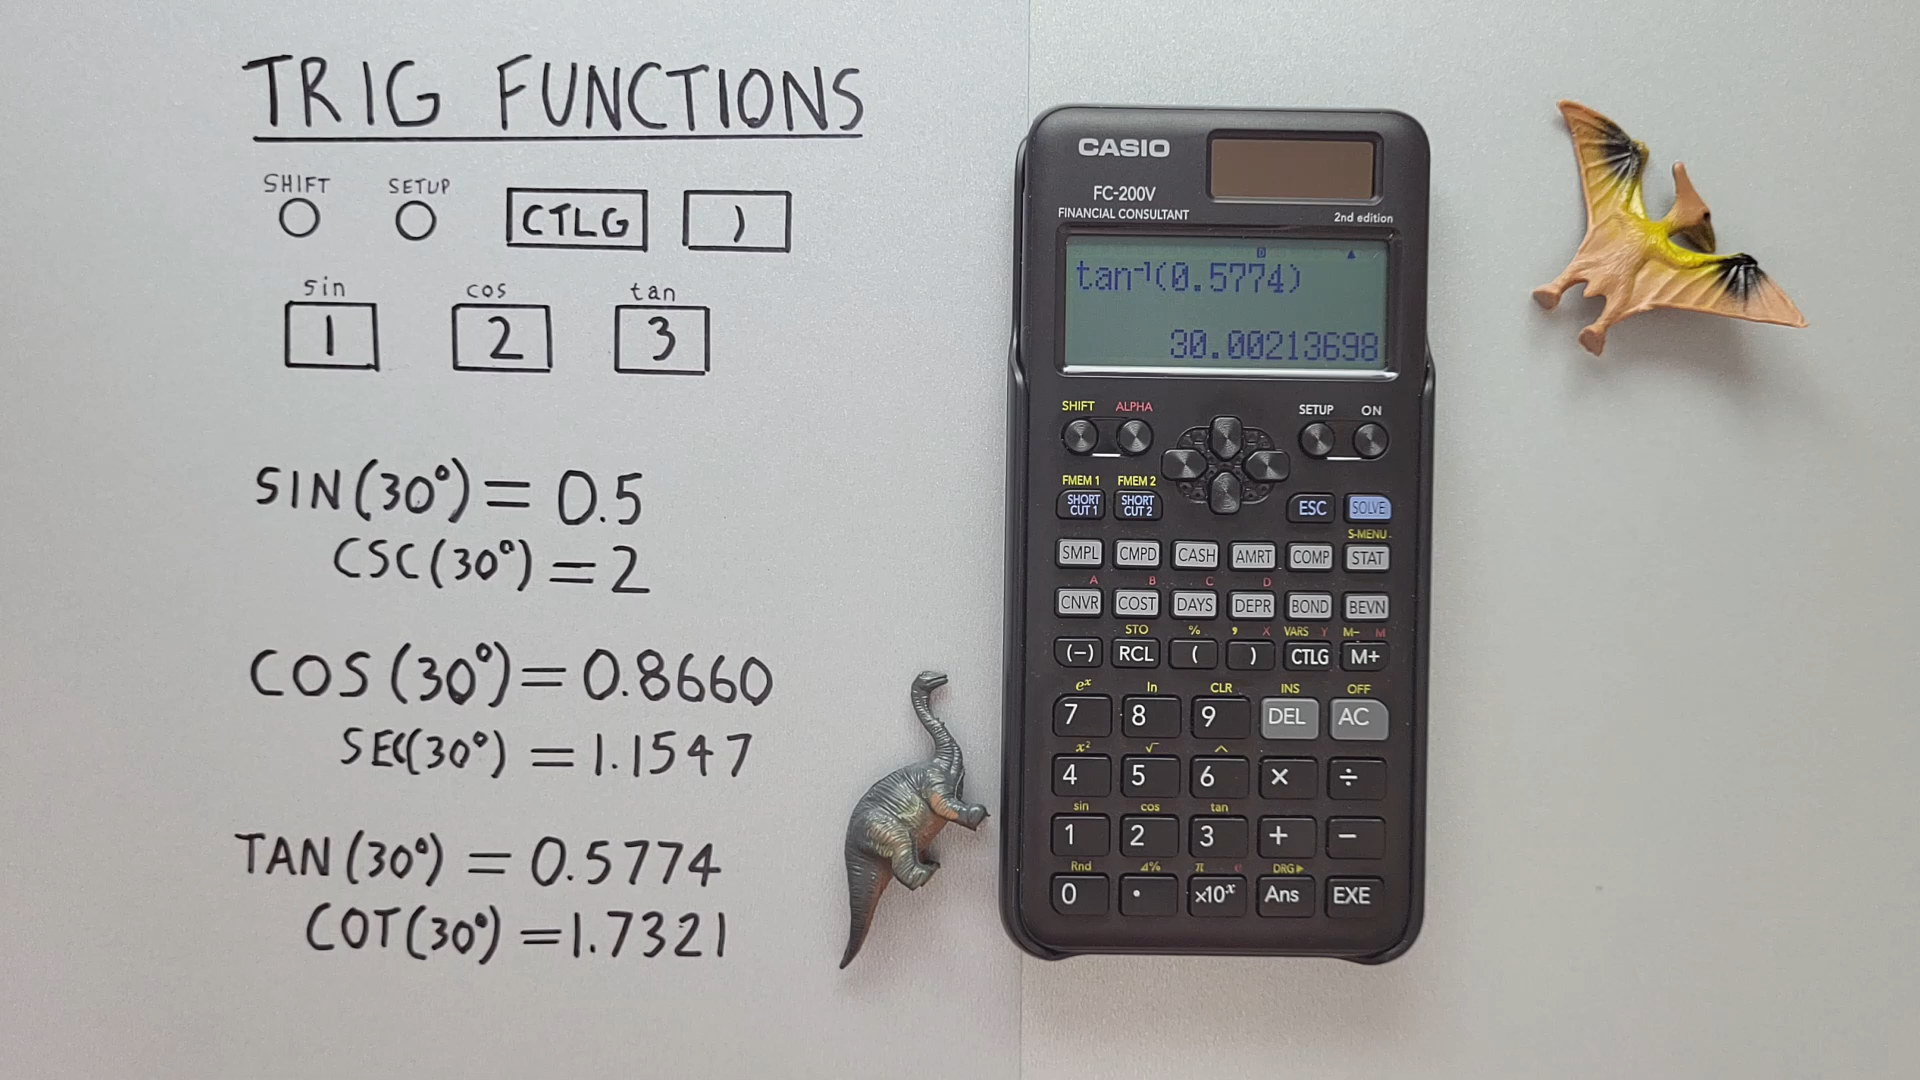 TRIG FUNCTIONS
SHIFT SETUP CTLG )
sin cos tan
1 2 3
SIN(30°) = 0.5
CSC(30°) = 2
COS(30°) = 0.8660
SEC(30°) = 1.1547
TAN(30°) = 0.5774
COT(30°) = 1.7321
CASIO
FC-200V
FINANCIAL CONSULTANT 2nd edition
D ▲
tan⁻¹(0.5774)
30.00213698
SHIFT ALPHA SETUP ON
FMEM 1 FMEM 2
SHORT CUT 1 SHORT CUT 2 ESC SOLVE
S-MENU
SMPL CMPD CASH AMRT COMP STAT
A B C D
CNVR COST DAYS DEPR BOND BEVN
STO % , X VARS Y M– M
(–) RCL ( ) CTLG M+
eˣ ln CLR INS OFF
7 8 9 DEL AC
x² √ ^
4 5 6 × ÷
sin cos tan
1 2 3 + −
Rnd ⊿% π e DRG▶
0 • ×10ˣ Ans EXE